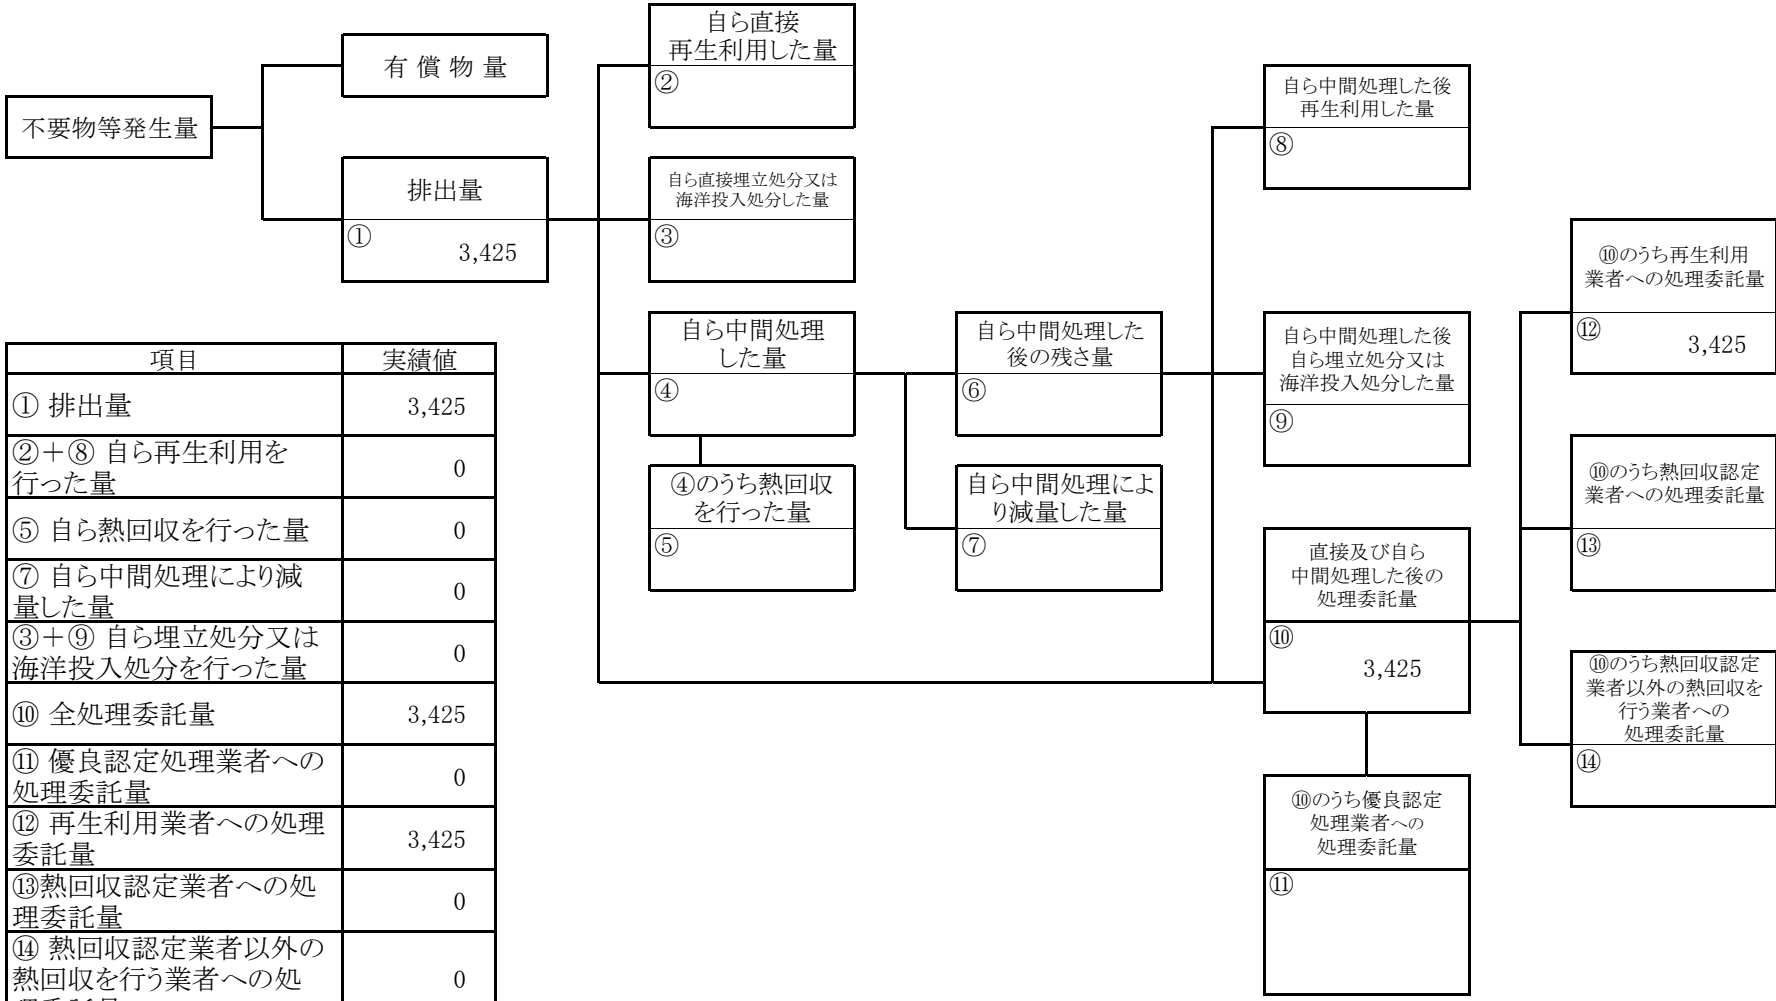 不要物等発生量
有 償 物 量
排出量
①
3,425
自ら直接
再生利用した量
②
自ら直接埋立処分又は
海洋投入処分した量
③
自ら中間処理
した量
④
④のうち熱回収
を行った量
⑤
自ら中間処理した
後の残さ量
⑥
自ら中間処理によ
り減量した量
⑦
自ら中間処理した後
再生利用した量
⑧
自ら中間処理した後
自ら埋立処分又は
海洋投入処分した量
⑨
直接及び自ら
中間処理した後の
処理委託量
⑩
3,425
⑩のうち優良認定
処理業者への
処理委託量
⑪
⑩のうち再生利用
業者への処理委託量
⑫
3,425
⑩のうち熱回収認定
業者への処理委託量
⑬
⑩のうち熱回収認定
業者以外の熱回収を
行う業者への
処理委託量
⑭
項目 実績値
① 排出量 3,425
②＋⑧ 自ら再生利用を
行った量 0
⑤ 自ら熱回収を行った量 0
⑦ 自ら中間処理により減
量した量 0
③＋⑨ 自ら埋立処分又は
海洋投入処分を行った量 0
⑩ 全処理委託量 3,425
⑪ 優良認定処理業者への
処理委託量 0
⑫ 再生利用業者への処理
委託量 3,425
⑬熱回収認定業者への処
理委託量 0
⑭ 熱回収認定業者以外の
熱回収を行う業者への処 0